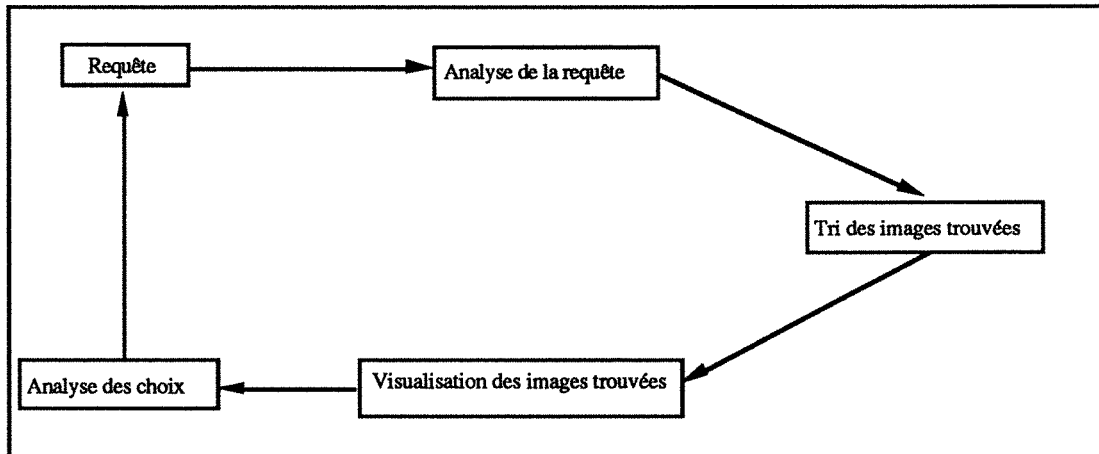 Requête
Analyse de la requête
Tri des images trouvées
Visualisation des images trouvées
Analyse des choix